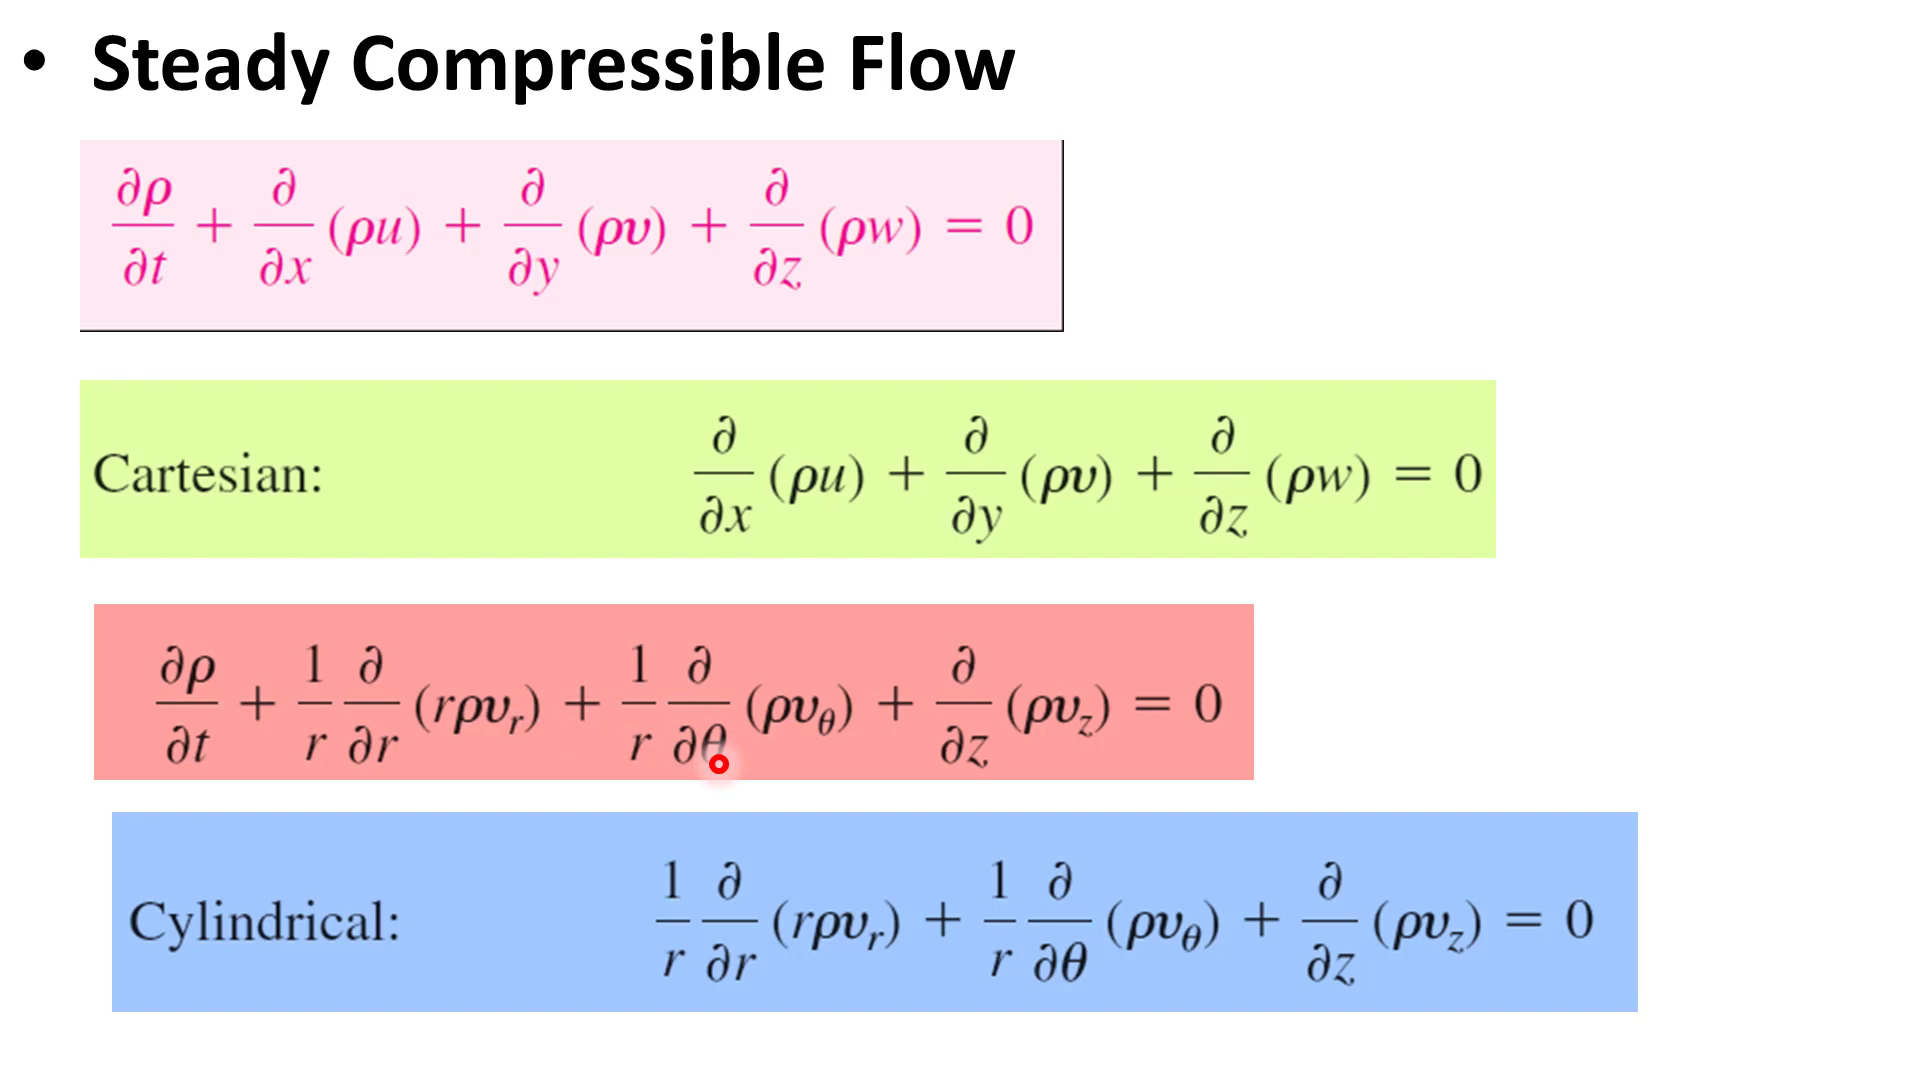 • Steady Compressible Flow
∂ρ/∂t + ∂/∂x (ρu) + ∂/∂y (ρv) + ∂/∂z (ρw) = 0
Cartesian: ∂/∂x (ρu) + ∂/∂y (ρv) + ∂/∂z (ρw) = 0
∂ρ/∂t + 1/r ∂/∂r (rρv_r) + 1/r ∂/∂θ (ρv_θ) + ∂/∂z (ρv_z) = 0
Cylindrical: 1/r ∂/∂r (rρv_r) + 1/r ∂/∂θ (ρv_θ) + ∂/∂z (ρv_z) = 0